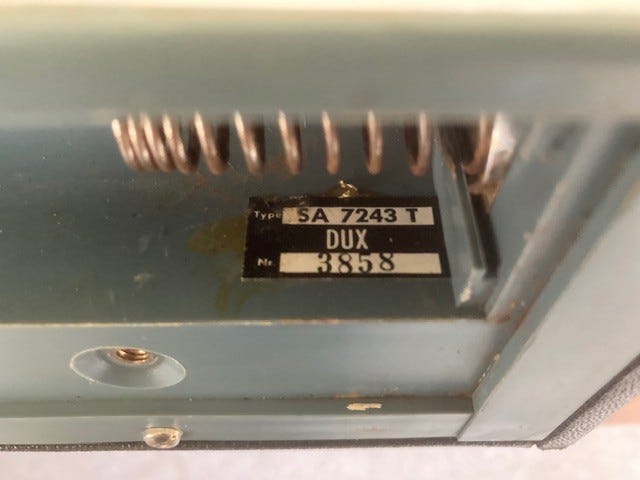 Type SA 7243 T
DUX
Nr. 3858